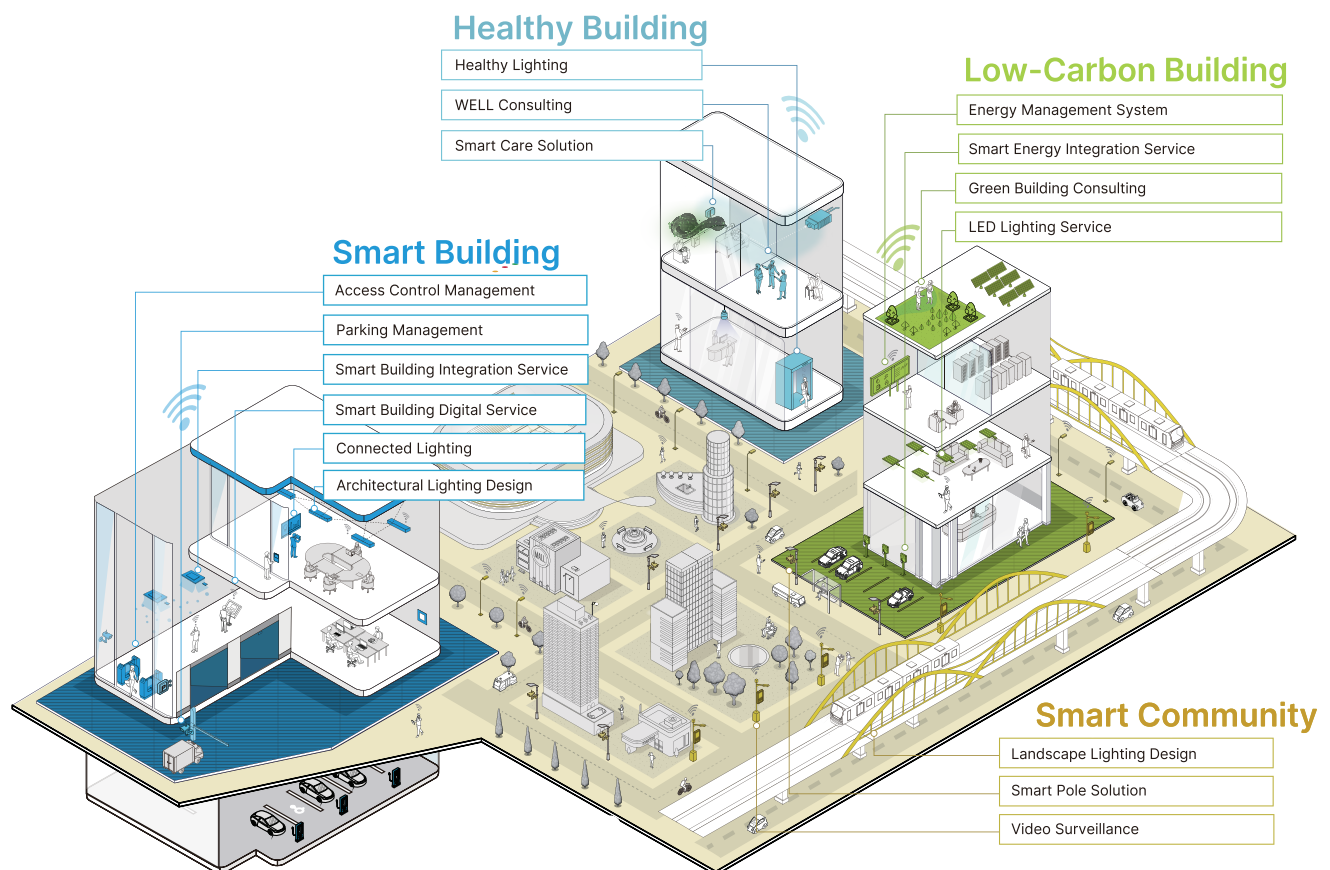 Healthy Building
Healthy Lighting
WELL Consulting
Smart Care Solution
Low-Carbon Building
Energy Management System
Smart Energy Integration Service
Green Building Consulting
LED Lighting Service
Smart Building
Access Control Management
Parking Management
Smart Building Integration Service
Smart Building Digital Service
Connected Lighting
Architectural Lighting Design
MALL
Smart Community
Landscape Lighting Design
Smart Pole Solution
Video Surveillance